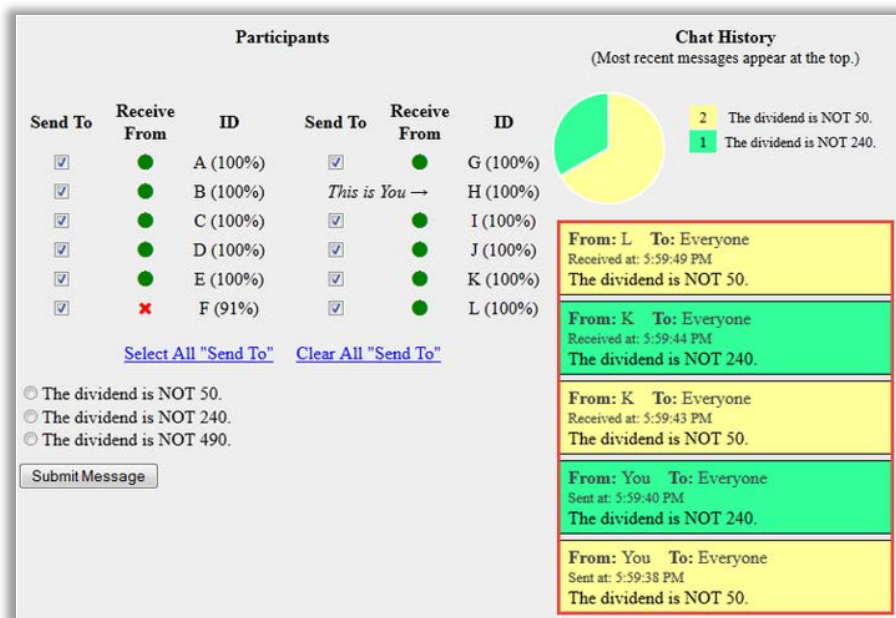 Participants
Send To Receive From ID Send To Receive From ID
A (100%) G (100%)
B (100%) This is You → H (100%)
C (100%) I (100%)
D (100%) J (100%)
E (100%) K (100%)
F (91%) L (100%)
Select All "Send To" Clear All "Send To"
The dividend is NOT 50.
The dividend is NOT 240.
The dividend is NOT 490.
Submit Message
Chat History
(Most recent messages appear at the top.)
2 The dividend is NOT 50.
1 The dividend is NOT 240.
From: L To: Everyone
Received at: 5:59:49 PM
The dividend is NOT 50.
From: K To: Everyone
Received at: 5:59:44 PM
The dividend is NOT 240.
From: K To: Everyone
Received at: 5:59:43 PM
The dividend is NOT 50.
From: You To: Everyone
Sent at: 5:59:40 PM
The dividend is NOT 240.
From: You To: Everyone
Sent at: 5:59:38 PM
The dividend is NOT 50.